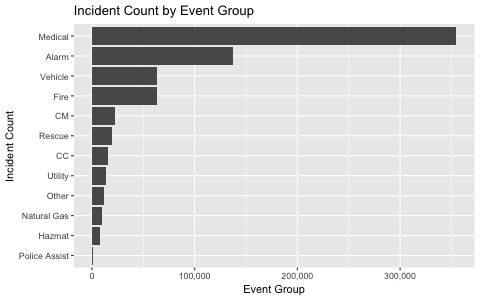 Incident Count by Event Group
Incident Count
Medical
Alarm
Vehicle
Fire
CM
Rescue
CC
Utility
Other
Natural Gas
Hazmat
Police Assist
0 100,000 200,000 300,000
Event Group